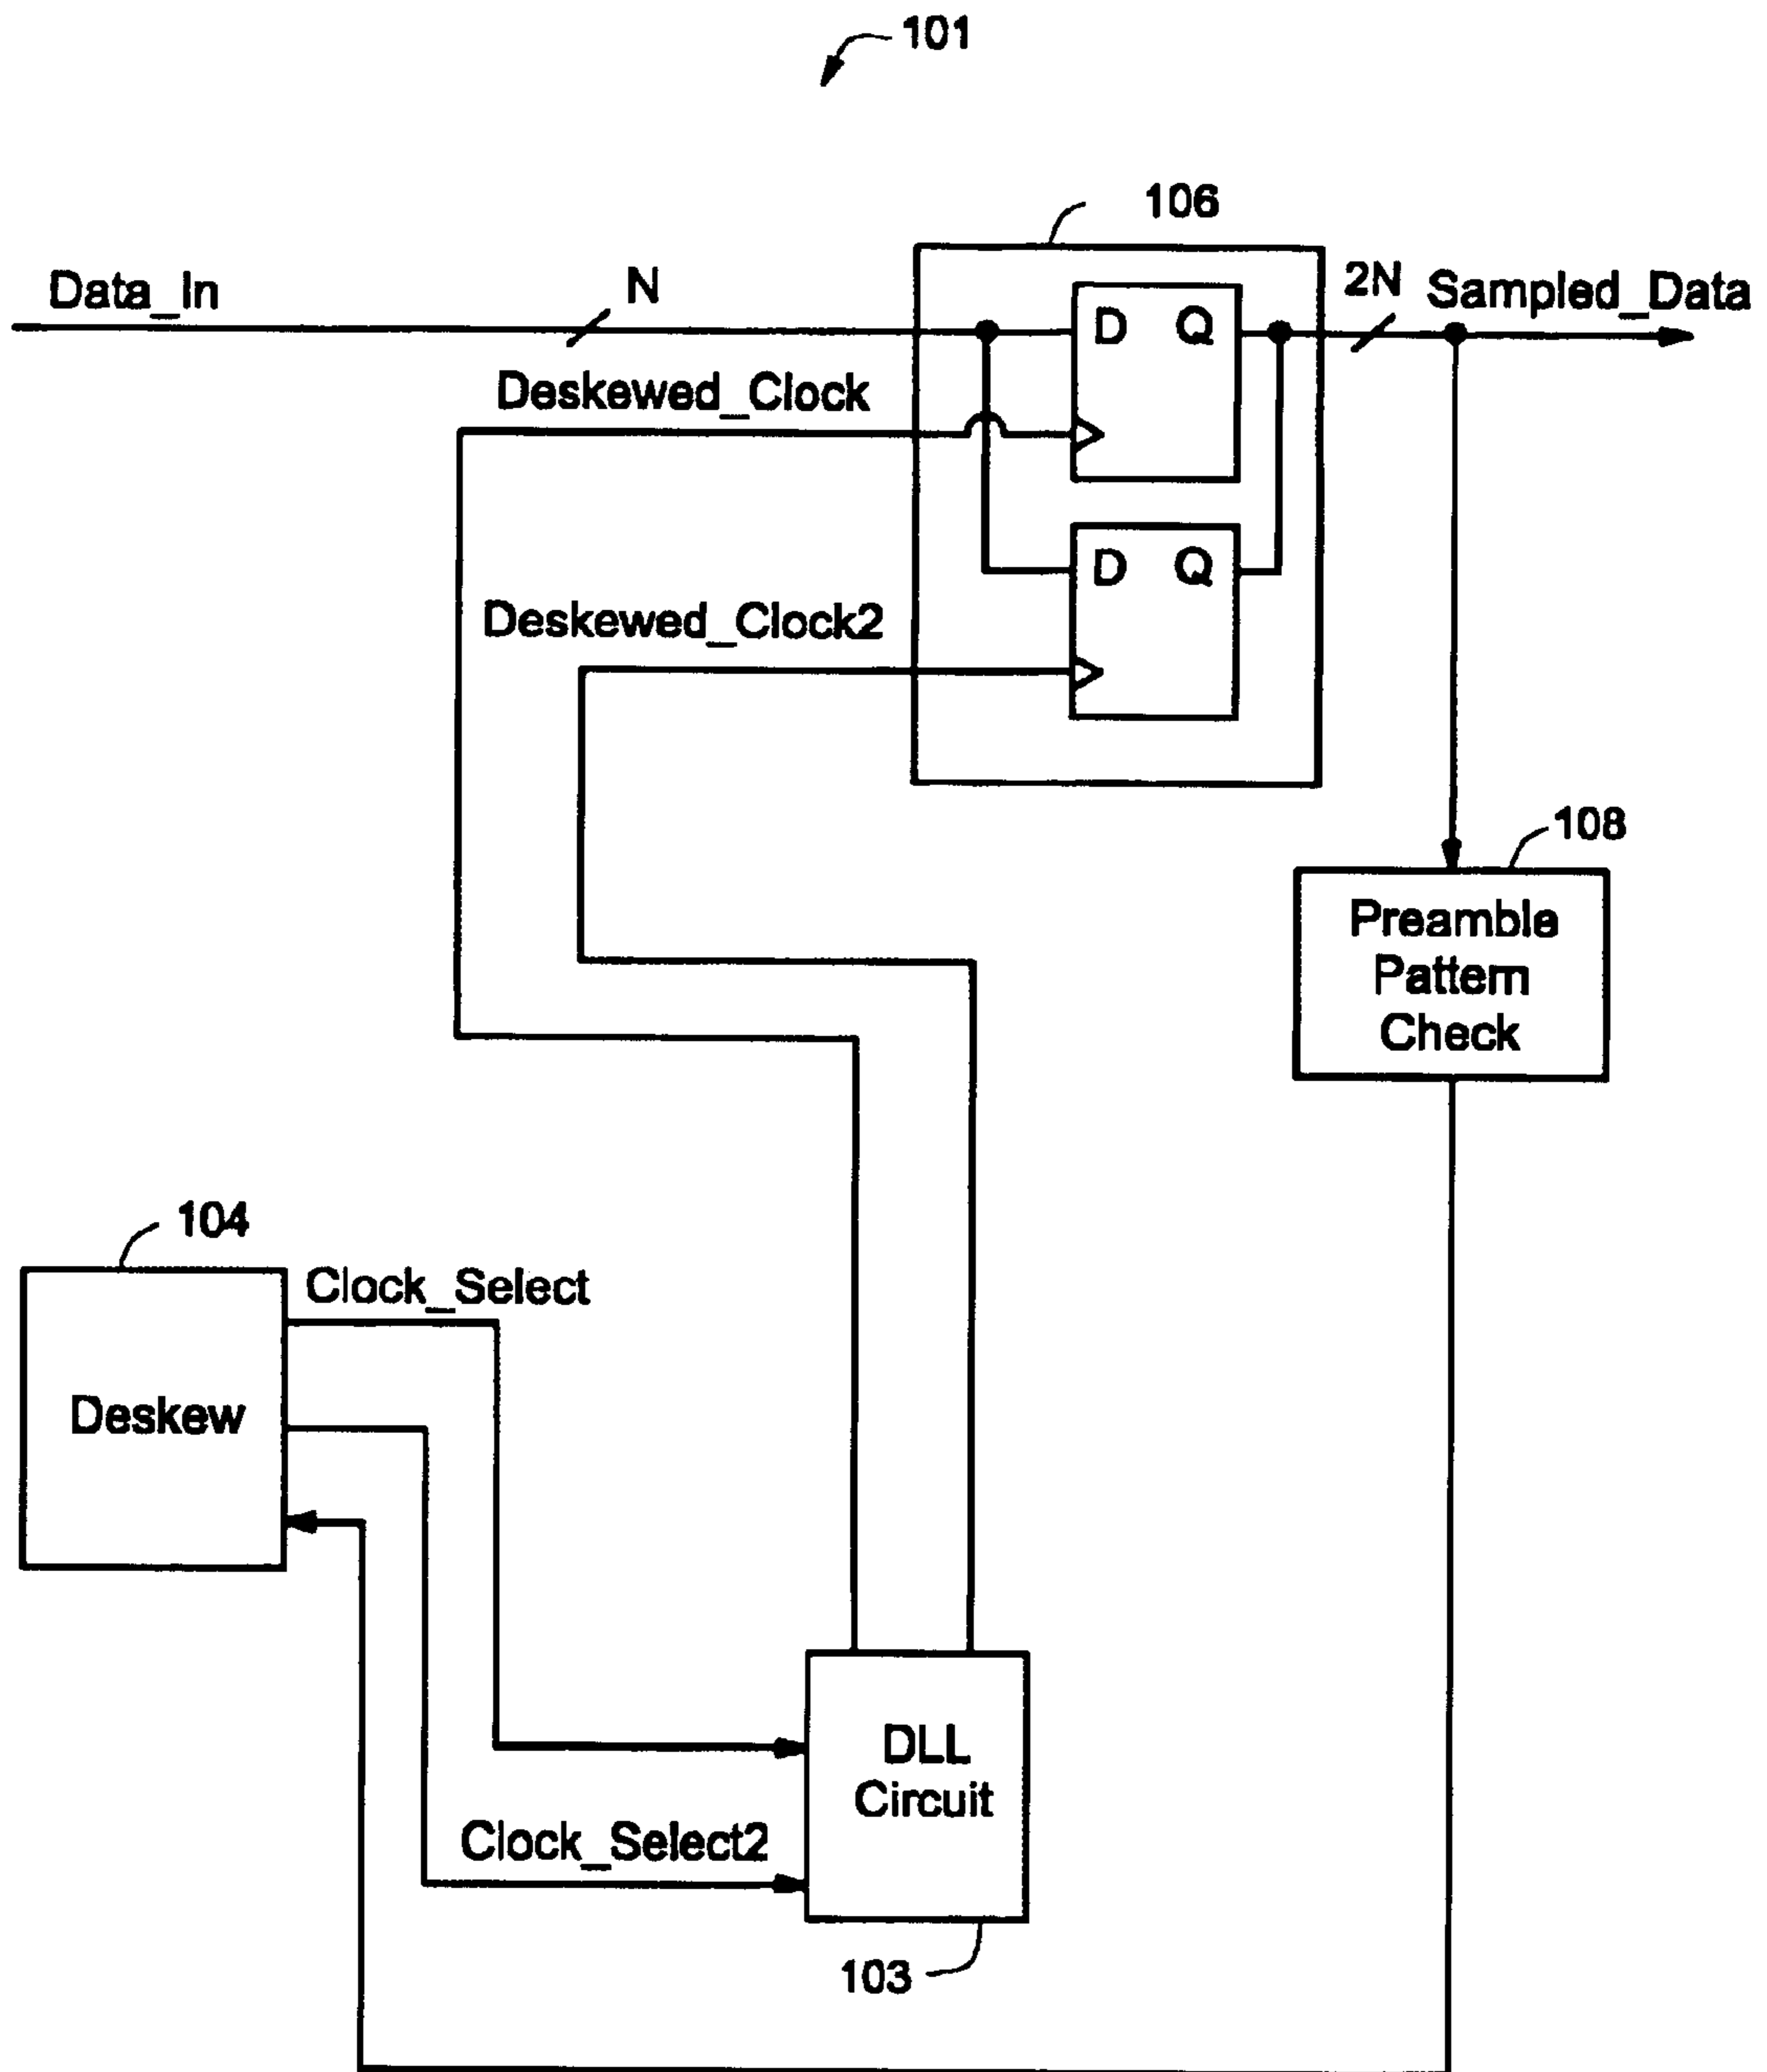 101
106
Data_In
N
D Q
2N
Sampled_Data
Deskewed_Clock
D Q
Deskewed_Clock2
108
Preamble
Pattern
Check
104
Clock_Select
Deskew
DLL
Circuit
Clock_Select2
103